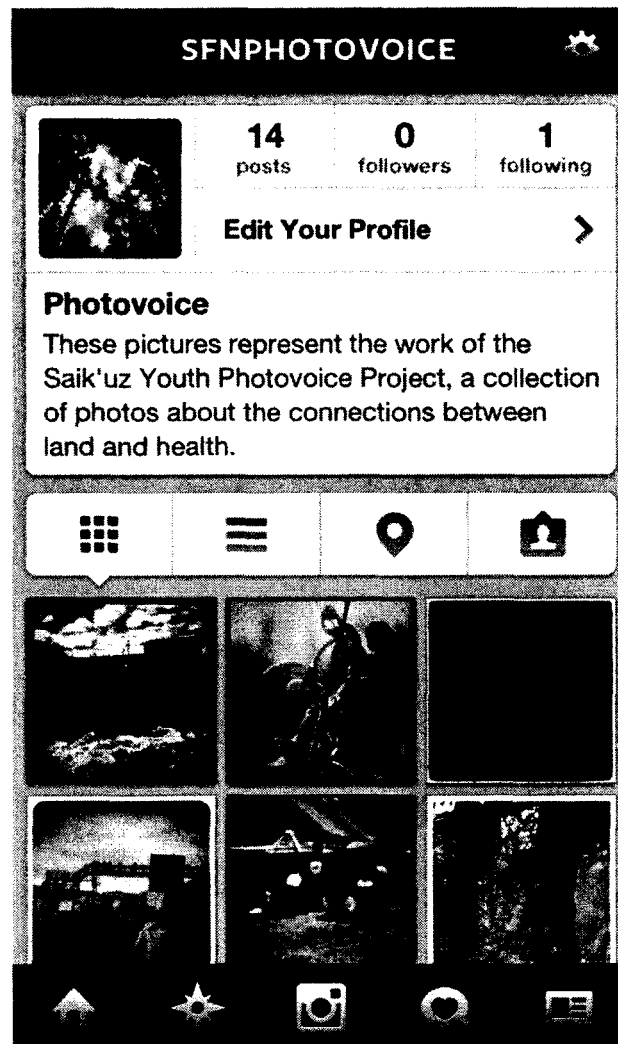 SFNPHOTOVOICE
14 0 1
posts followers following
Edit Your Profile
Photovoice
These pictures represent the work of the
Saik'uz Youth Photovoice Project, a collection
of photos about the connections between
land and health.